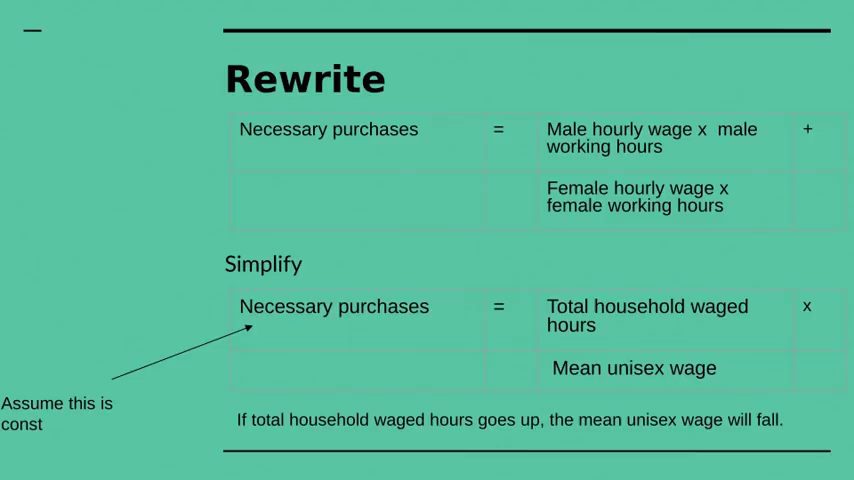 Rewrite
Necessary purchases = Male hourly wage x male +
working hours
Female hourly wage x
female working hours
Simplify
Necessary purchases = Total household waged x
hours
Mean unisex wage
Assume this is
const
If total household waged hours goes up, the mean unisex wage will fall.